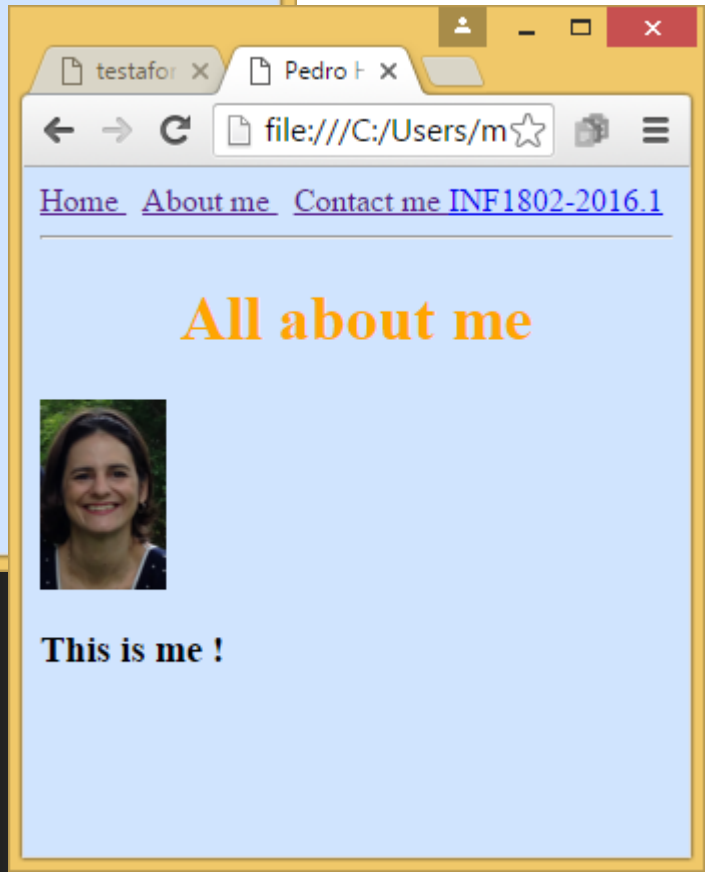 testafor
Pedro H
file:///C:/Users/m
Home About me Contact me INF1802-2016.1
All about me
This is me !